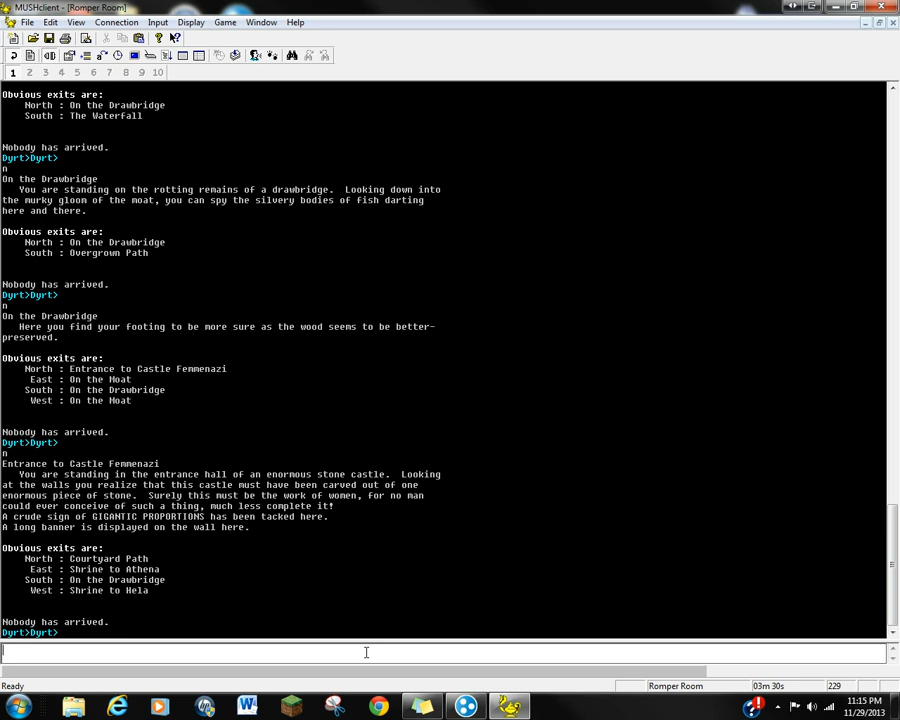 MUSHclient - [Romper Room]
File Edit View Connection Input Display Game Window Help
1 2 3 4 5 6 7 8 9 10
Obvious exits are:
North : On the Drawbridge
South : The Waterfall
Nobody has arrived.
Dyrt>Dyrt>
n
On the Drawbridge
You are standing on the rotting remains of a drawbridge. Looking down into
the murky gloom of the moat, you can spy the silvery bodies of fish darting
here and there.
Obvious exits are:
North : On the Drawbridge
South : Overgrown Path
Nobody has arrived.
Dyrt>Dyrt>
n
On the Drawbridge
Here you find your footing to be more sure as the wood seems to be better-
preserved.
Obvious exits are:
North : Entrance to Castle Femmenazi
East : On the Moat
South : On the Drawbridge
West : On the Moat
Nobody has arrived.
Dyrt>Dyrt>
n
Entrance to Castle Femmenazi
You are standing in the entrance hall of an enormous stone castle. Looking
at the walls you realize that this castle must have been carved out of one
enormous piece of stone. Surely this must be the work of women, for no man
could ever conceive of such a thing, much less complete it!
A crude sign of GIGANTIC PROPORTIONS has been tacked here.
A long banner is displayed on the wall here.
Obvious exits are:
North : Courtyard Path
East : Shrine to Athena
South : On the Drawbridge
West : Shrine to Hela
Nobody has arrived.
Dyrt>Dyrt>
Ready Romper Room 03m 30s 229
11:15 PM
11/29/2013